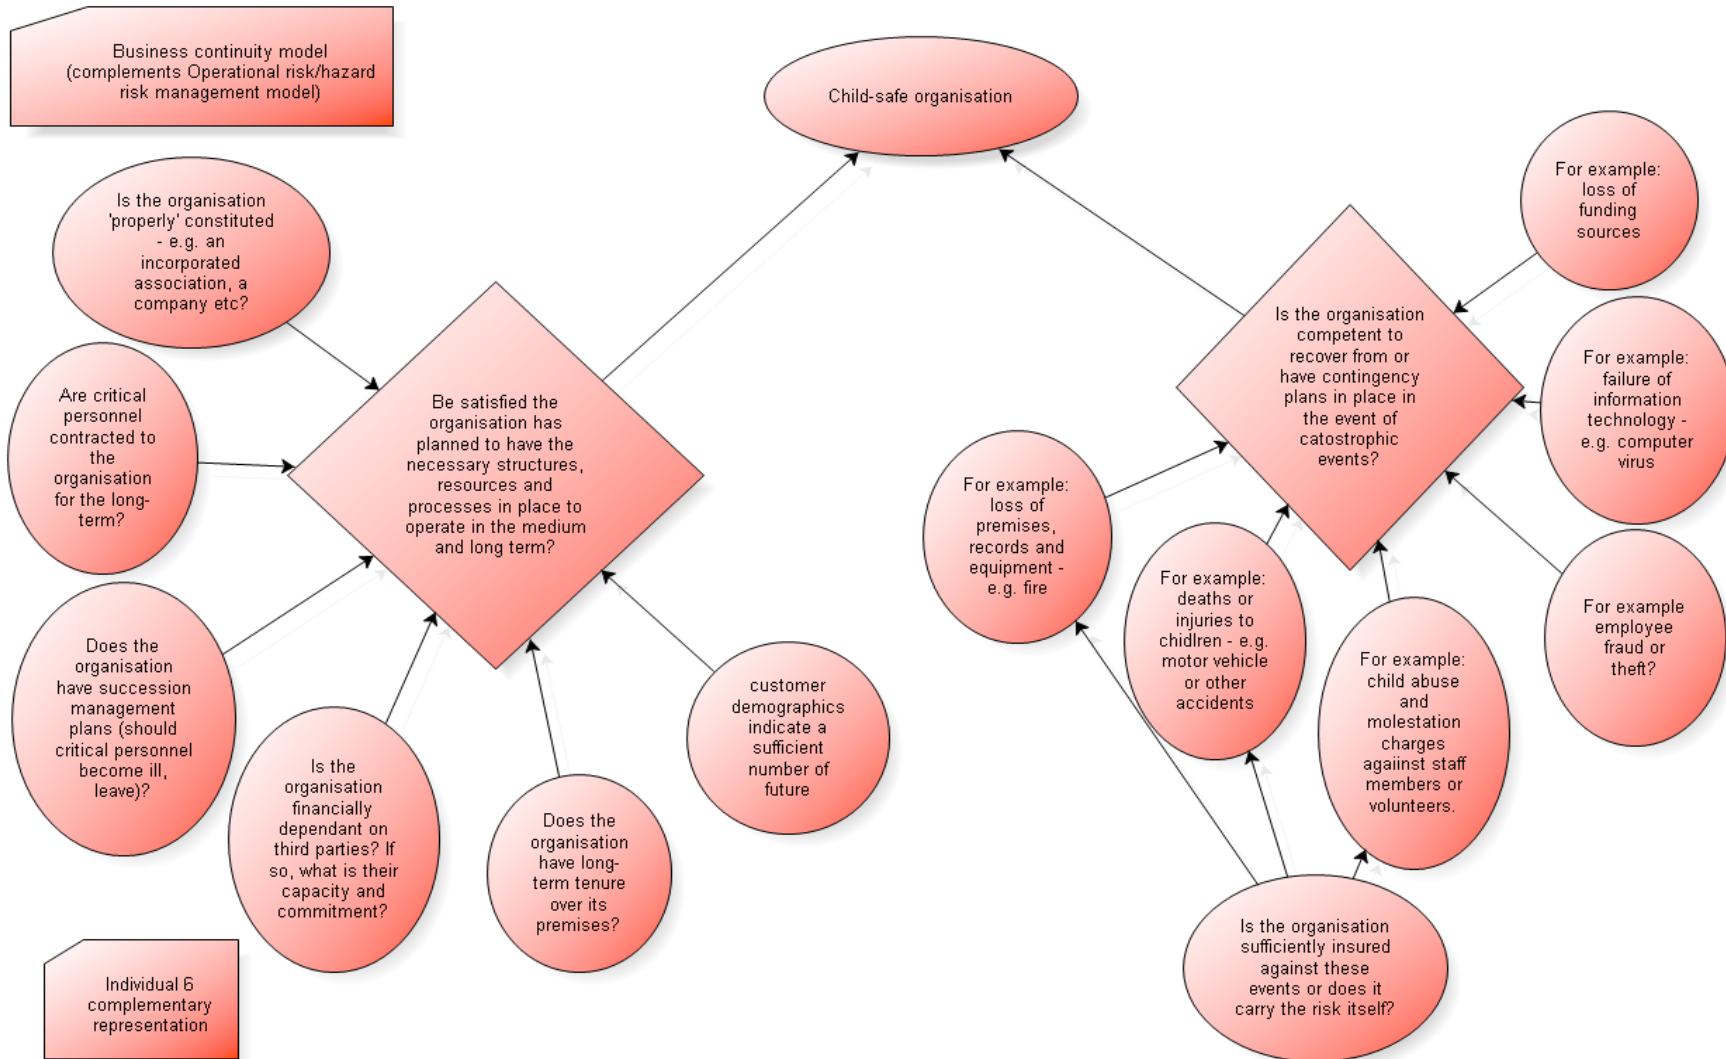 Business continuity model
(complements Operational risk/hazard
risk management model)
Child-safe organisation
Is the organisation
'properly' constituted
- e.g. an
incorporated
association, a
company etc?
Are critical
personnel
contracted to
the
organisation
for the long-
term?
Does the
organisation
have succession
management
plans (should
critical personnel
become ill,
leave)?
Is the
organisation
financially
dependant on
third parties? If
so, what is their
capacity and
commitment?
Does the
organisation
have long-
term tenure
over its
premises?
customer
demographics
indicate a
sufficient
number of
future
Be satisfied the
organisation has
planned to have the
necessary structures,
resources and
processes in place to
operate in the medium
and long term?
Is the organisation
competent to
recover from or
have contingency
plans in place in
the event of
catostrophic
events?
For example:
loss of
funding
sources
For example:
failure of
information
technology -
e.g. computer
virus
For example
employee
fraud or
theft?
For example:
loss of
premises,
records and
equipment -
e.g. fire
For example:
deaths or
injuries to
chidlren - e.g.
motor vehicle
or other
accidents
For example:
child abuse
and
molestation
charges
agaiinst staff
members or
volunteers.
Is the organisation
sufficiently insured
against these
events or does it
carry the risk itself?
Individual 6
complementary
representation